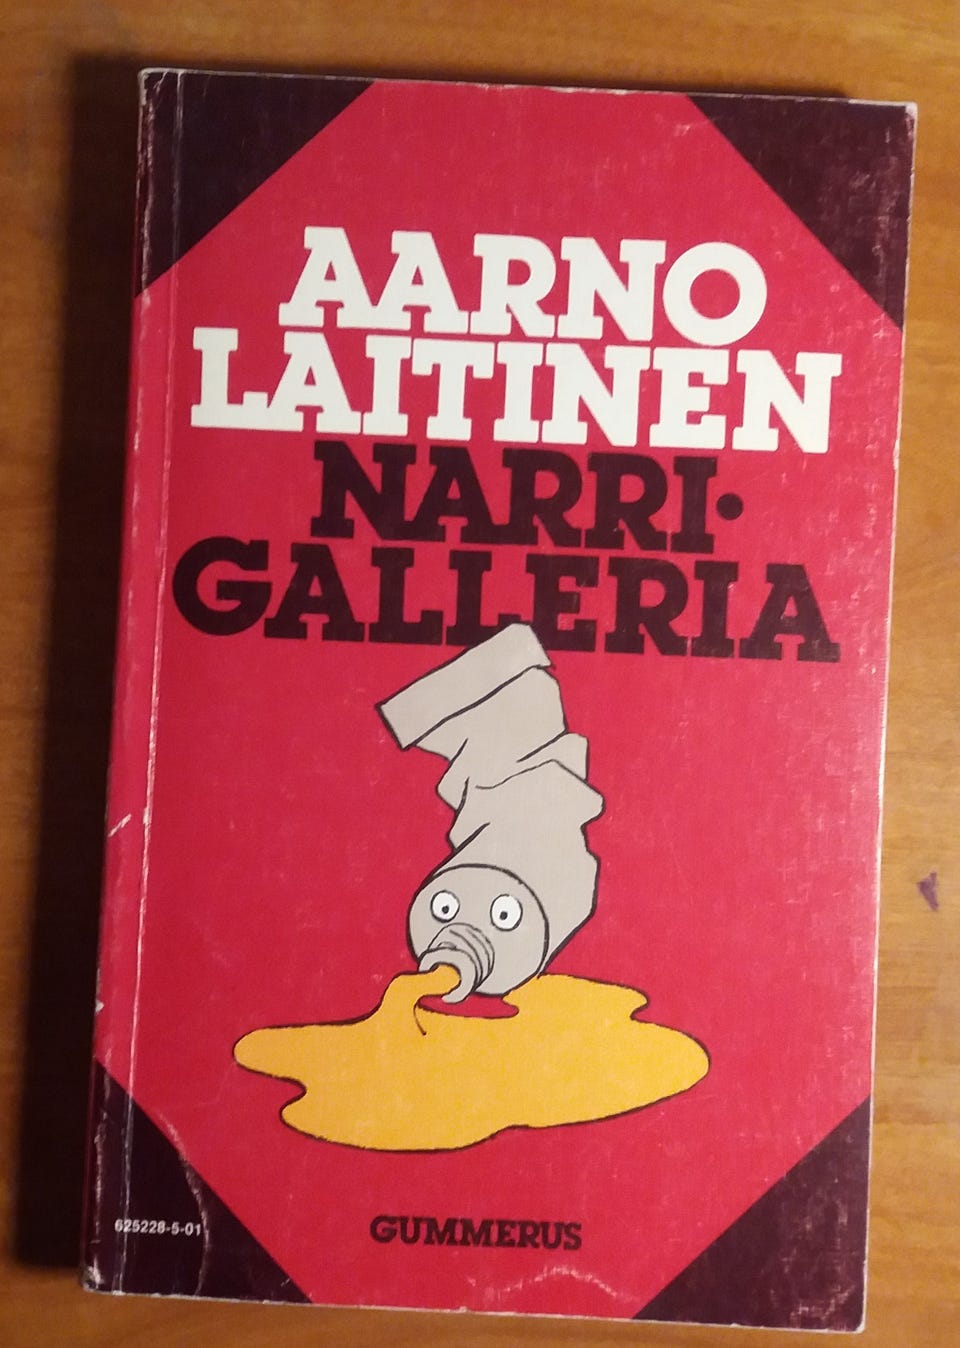 AARNO
LAITINEN
NARRI·
GALLERIA
625228-5-01
GUMMERUS